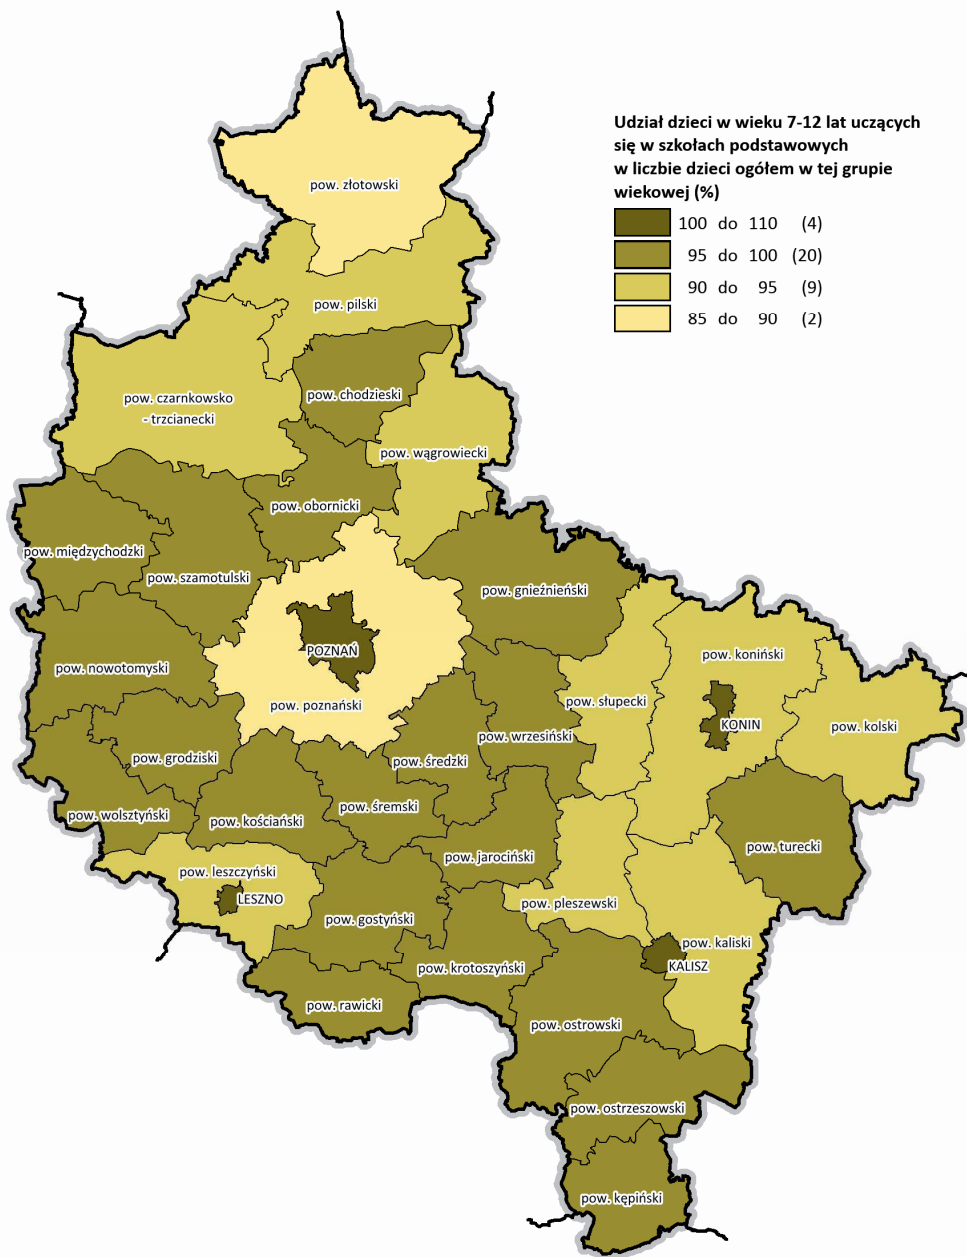 Udział dzieci w wieku 7-12 lat uczących
się w szkołach podstawowych
w liczbie dzieci ogółem w tej grupie
wiekowej (%)
100 do 110 (4)
95 do 100 (20)
90 do 95 (9)
85 do 90 (2)
pow. złotowski
pow. pilski
pow. chodzieski
pow. czarnkowsko
- trzcianecki
pow. wągrowiecki
pow. obornicki
pow. międzychodzki
pow. szamotulski
pow. gnieźnieński
POZNAŃ
pow. koniński
pow. nowotomyski
pow. słupecki
pow. poznański
KONIN
pow. kolski
pow. wrzesiński
pow. grodziski
pow. średzki
pow. śremski
pow. wolsztyński
pow. kościański
pow. turecki
pow. jarociński
pow. leszczyński
LESZNO
pow. pleszewski
pow. gostyński
pow. kaliski
KALISZ
pow. krotoszyński
pow. rawicki
pow. ostrowski
pow. ostrzeszowski
pow. kępiński